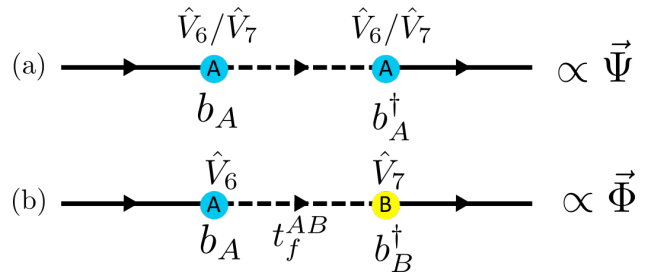 V̂₆/V̂₇ V̂₆/V̂₇
(a) A A ∝ Ψ⃗
b_A b_A^†
V̂₆ V̂₇
(b) A B ∝ Φ⃗
b_A t_f^{AB} b_B^†